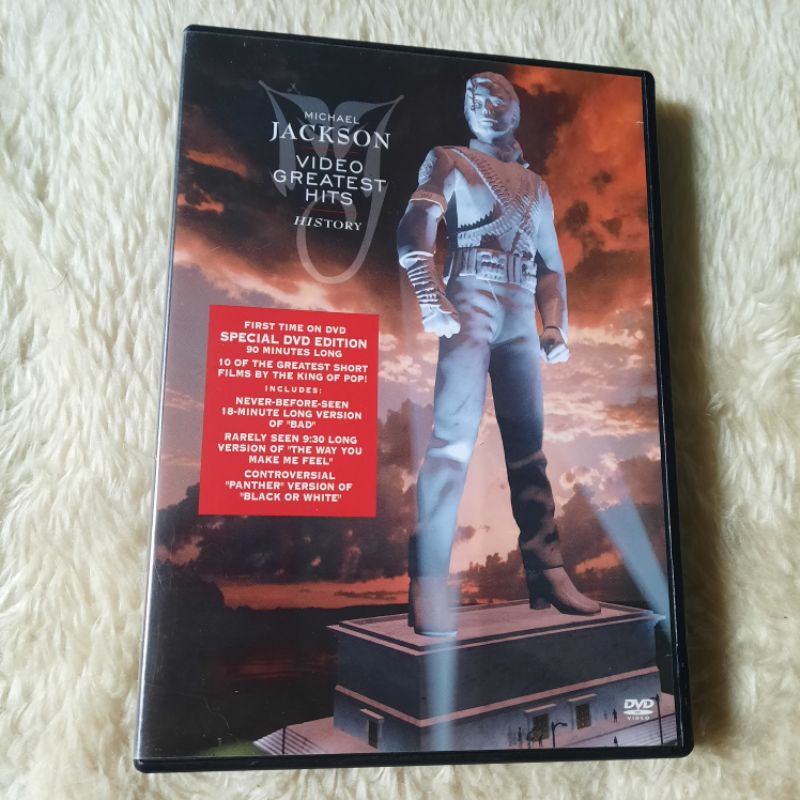 MICHAEL
JACKSON
VIDEO
GREATEST
HITS
HISTORY
FIRST TIME ON DVD
SPECIAL DVD EDITION
90 MINUTES LONG
10 OF THE GREATEST SHORT
FILMS BY THE KING OF POP!
INCLUDES:
NEVER-BEFORE-SEEN
18-MINUTE LONG VERSION
OF "BAD"
RARELY SEEN 9:30 LONG
VERSION OF "THE WAY YOU
MAKE ME FEEL"
CONTROVERSIAL
"PANTHER" VERSION OF
"BLACK OR WHITE"
DVD
VIDEO